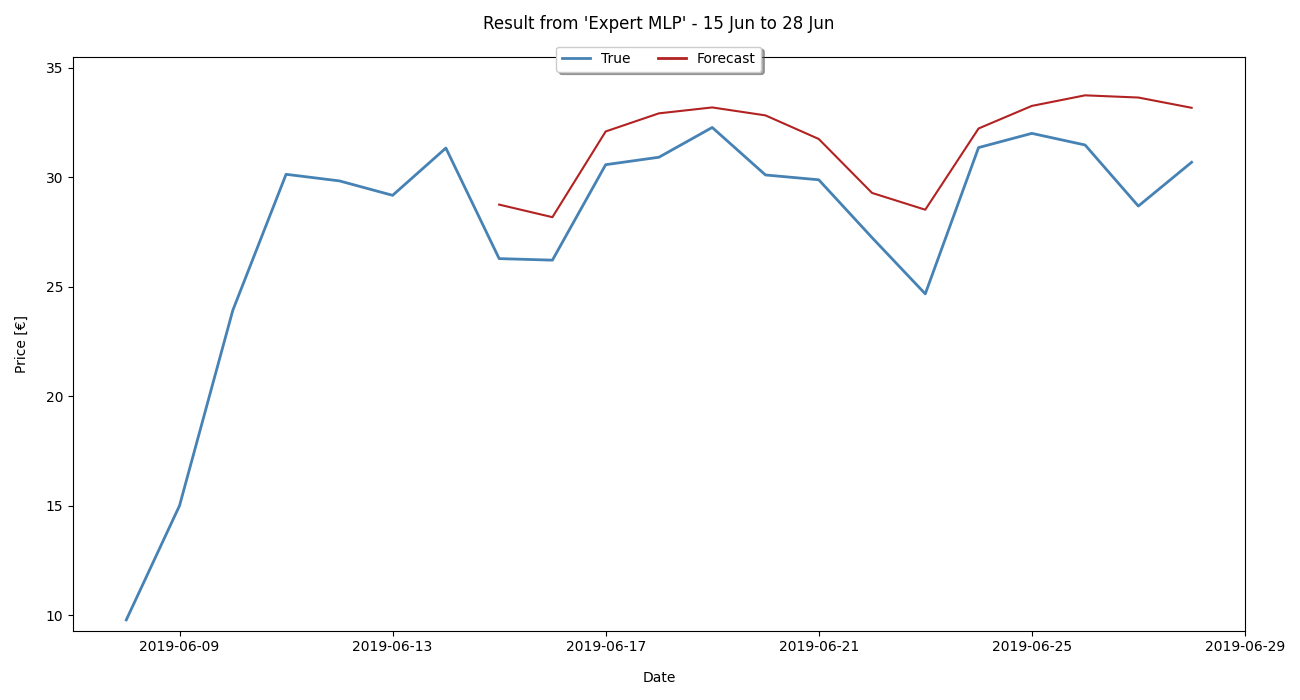 Result from 'Expert MLP' - 15 Jun to 28 Jun
True Forecast
35
30
25
20
15
10
Price [€]
2019-06-09 2019-06-13 2019-06-17 2019-06-21 2019-06-25 2019-06-29
Date